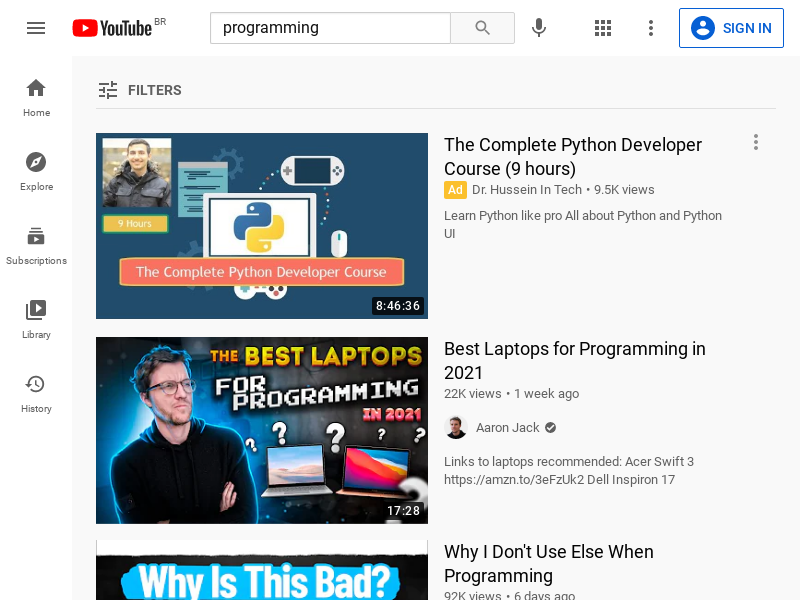 YouTube BR
programming
SIGN IN
Home
Explore
Subscriptions
Library
History
FILTERS
9 Hours
The Complete Python Developer Course
8:46:36
The Complete Python Developer
Course (9 hours)
Ad Dr. Hussein In Tech • 9.5K views
Learn Python like pro All about Python and Python
UI
THE BEST LAPTOPS
FOR
PROGRAMMING
IN 2021
17:28
Best Laptops for Programming in
2021
22K views • 1 week ago
Aaron Jack
Links to laptops recommended: Acer Swift 3
https://amzn.to/3eFzUk2 Dell Inspiron 17
Why Is This Bad?
Why I Don't Use Else When
Programming
92K views • 6 days ago